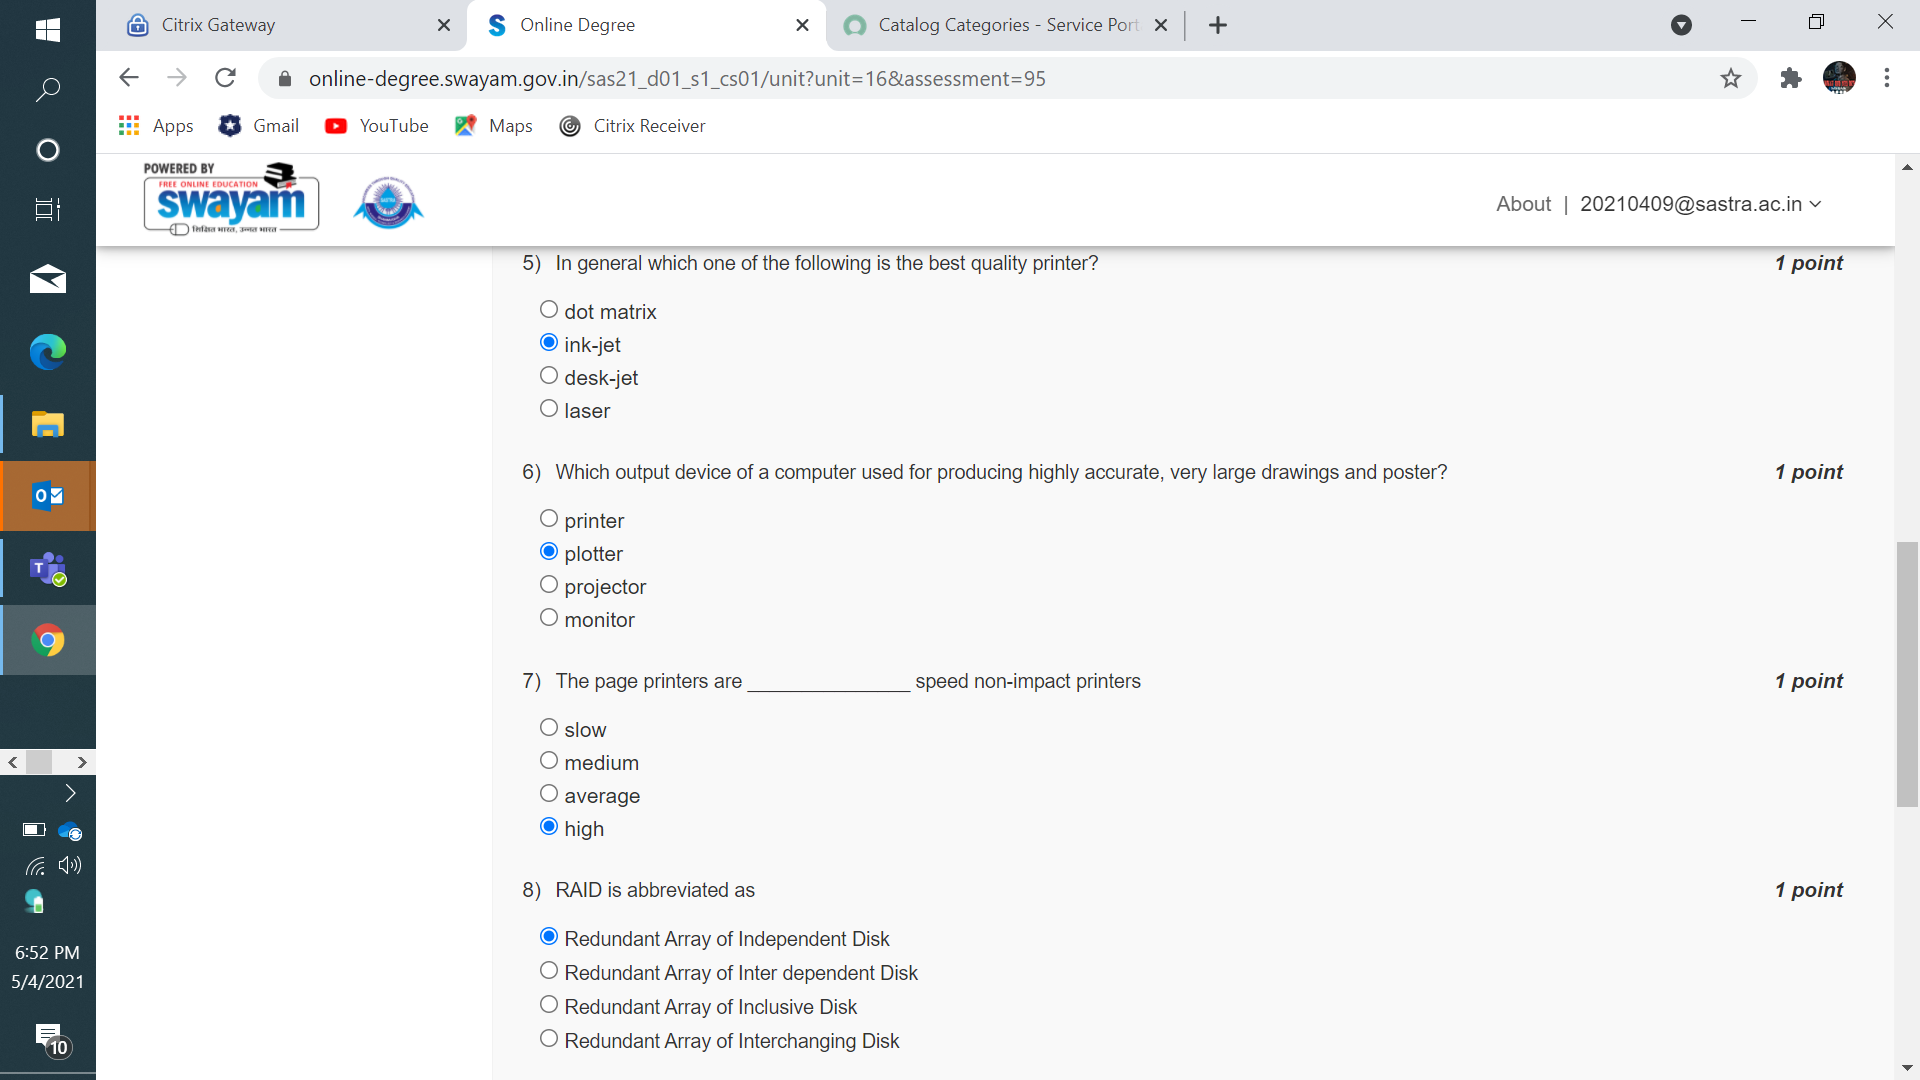 Citrix Gateway
Online Degree
Catalog Categories - Service Port
online-degree.swayam.gov.in/sas21_d01_s1_cs01/unit?unit=16&assessment=95
Apps
Gmail
YouTube
Maps
Citrix Receiver
POWERED BY
FREE ONLINE EDUCATION
swayam
शिक्षित भारत, उन्नत भारत
About | 20210409@sastra.ac.in
5) In general which one of the following is the best quality printer? 1 point
dot matrix
ink-jet
desk-jet
laser
6) Which output device of a computer used for producing highly accurate, very large drawings and poster? 1 point
printer
plotter
projector
monitor
7) The page printers are _______________ speed non-impact printers 1 point
slow
medium
average
high
8) RAID is abbreviated as 1 point
Redundant Array of Independent Disk
Redundant Array of Inter dependent Disk
Redundant Array of Inclusive Disk
Redundant Array of Interchanging Disk
6:52 PM
5/4/2021
10